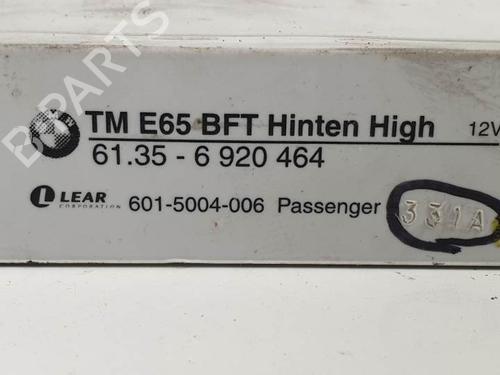 TM E65 BFT Hinten High 12V
61.35 - 6 920 464
LEAR
CORPORATION
601-5004-006 Passenger
331A
B-PARTS